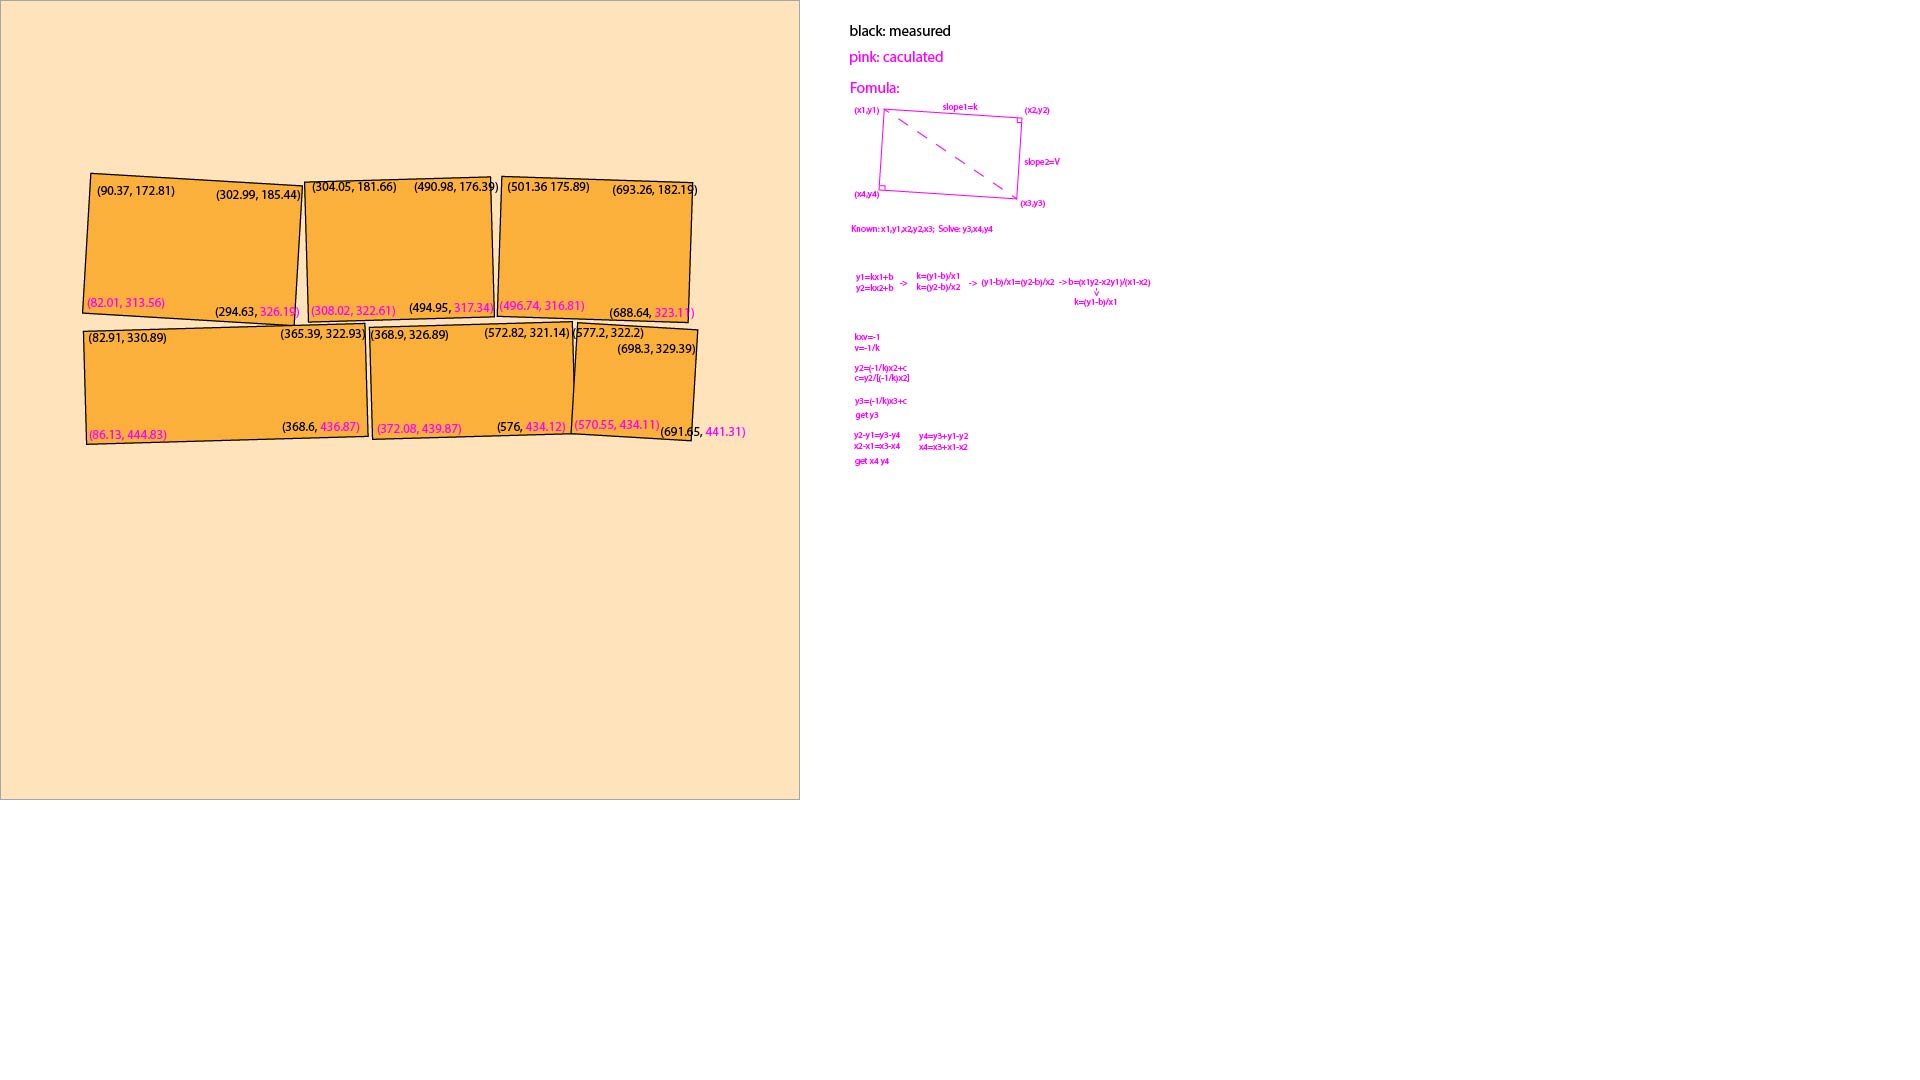 (90.37, 172.81)
(302.99, 185.44)
(304.05, 181.66)
(490.98, 176.39)
(501.36 175.89)
(693.26, 182.19)
(82.01, 313.56)
(294.63, 326.19)
(308.02, 322.61)
(494.95, 317.34)
(496.74, 316.81)
(688.64, 323.11)
(82.91, 330.89)
(365.39, 322.93)
(368.9, 326.89)
(572.82, 321.14)
(577.2, 322.2)
(698.3, 329.39)
(86.13, 444.83)
(368.6, 436.87)
(372.08, 439.87)
(576, 434.12)
(570.55, 434.11)
(691.65, 441.31)
black: measured
pink: caculated
Fomula:
(x1,y1)
slope1=k
(x2,y2)
slope2=V
(x4,y4)
(x3,y3)
Known: x1,y1,x2,y2,x3; Solve: y3,x4,y4
y1=kx1+b
y2=kx2+b
->
k=(y1-b)/x1
k=(y2-b)/x2
-> (y1-b)/x1=(y2-b)/x2 ->b=(x1y2-x2y1)/(x1-x2)
k=(y1-b)/x1
kxv=-1
v=-1/k
y2=(-1/k)x2+c
c=y2/[(-1/k)x2]
y3=(-1/k)x3+c
get y3
y2-y1=y3-y4 y4=y3+y1-y2
x2-x1=x3-x4 x4=x3+x1-x2
get x4 y4